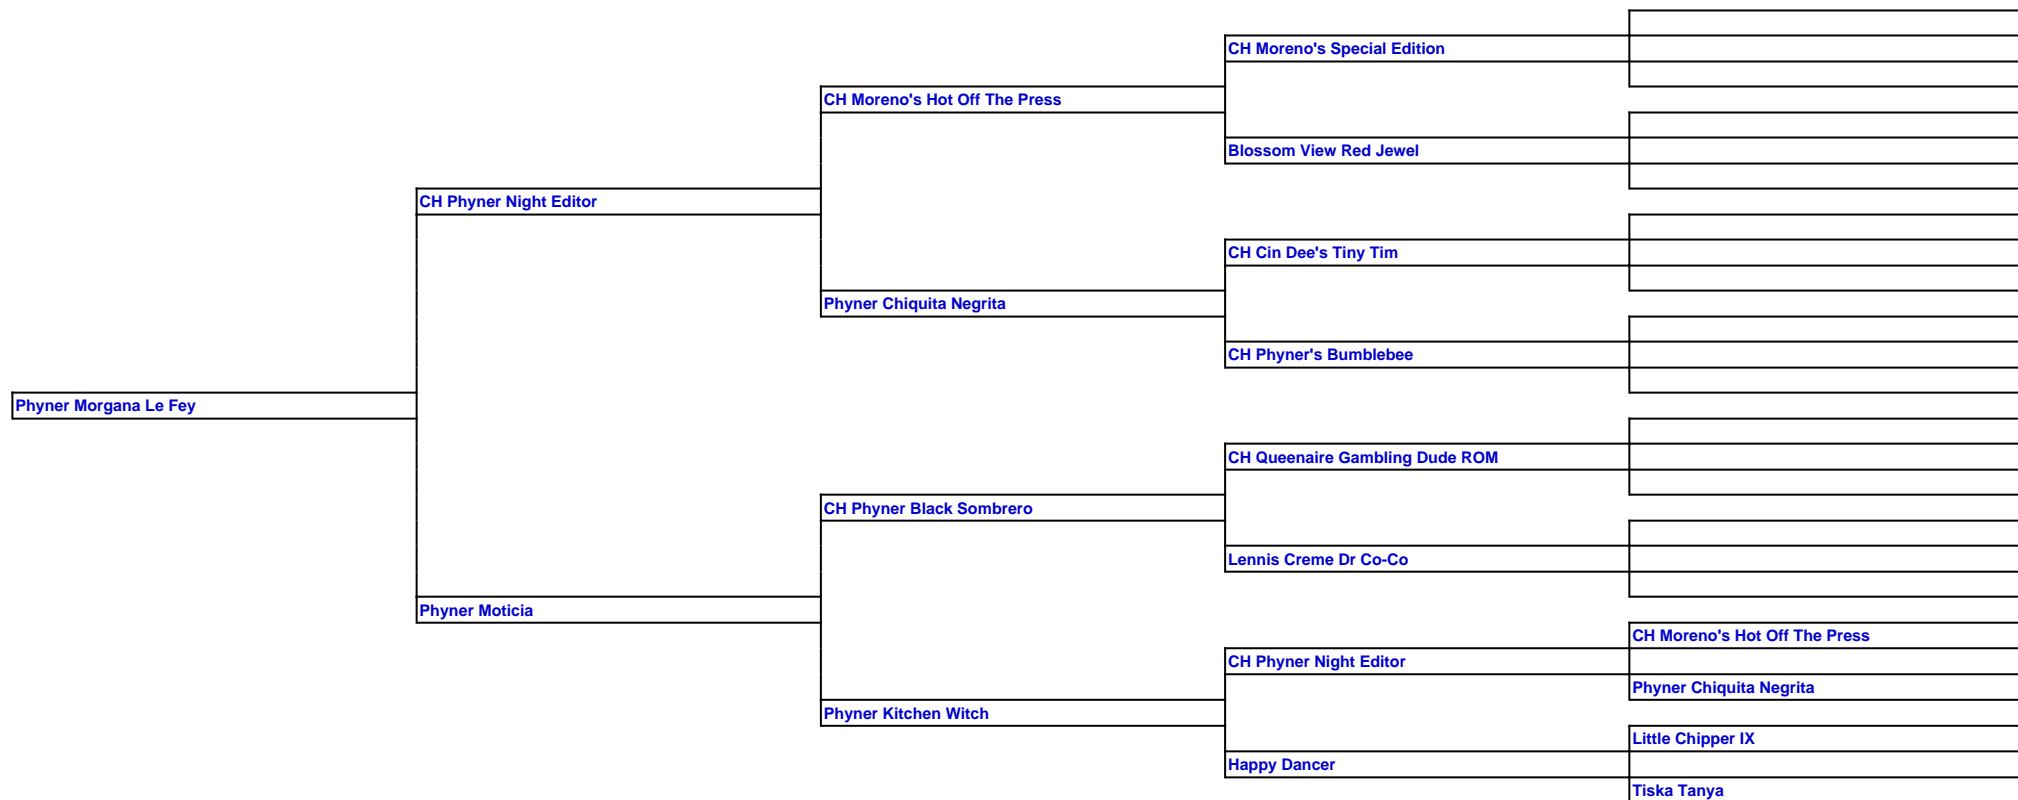 CH Moreno's Special Edition
CH Moreno's Hot Off The Press
Blossom View Red Jewel
CH Phyner Night Editor
CH Cin Dee's Tiny Tim
Phyner Chiquita Negrita
CH Phyner's Bumblebee
Phyner Morgana Le Fey
CH Queenaire Gambling Dude ROM
CH Phyner Black Sombrero
Lennis Creme Dr Co-Co
Phyner Moticia
CH Moreno's Hot Off The Press
CH Phyner Night Editor
Phyner Chiquita Negrita
Phyner Kitchen Witch
Little Chipper IX
Happy Dancer
Tiska Tanya